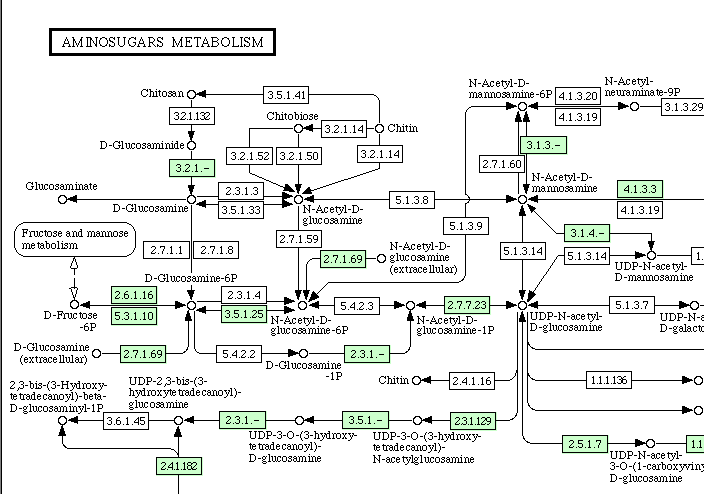 AMINOSUGARS METABOLISM
N-Acetyl-D-
mannosamine-6P
N-Acetyl-
neuraminate-9P
Chitosan
3.5.1.41
4.1.3.20
4.1.3.19
3.1.3.29
3.2.1.132
Chitobiose
3.2.1.14
Chitin
D-Glucosaminide
3.1.3.-
3.2.1.52
3.2.1.50
3.2.1.14
2.7.1.60
3.2.1.-
N-Acetyl-D-
mannosamine
Glucosaminate
2.3.1.3
4.1.3.3
5.1.3.8
D-Glucosamine
3.5.1.33
N-Acetyl-D-
glucosamine
4.1.3.19
Fructose and mannose
metabolism
5.1.3.9
3.1.4.-
2.7.1.59
2.7.1.1
2.7.1.8
N-Acetyl-D-
glucosamine
(extracellular)
2.7.1.69
5.1.3.14
5.1.3.14
1.
UDP-N-acetyl-
D-mannosamine
D-Glucosamine-6P
2.6.1.16
2.3.1.4
5.3.1.10
3.5.1.25
5.4.2.3
2.7.7.23
5.1.3.7
D-Fructose
-6P
N-Acetyl-D-
glucosamine-6P
N-Acetyl-D-
glucosamine-1P
UDP-N-acetyl-
D-glucosamine
UDP-N-a
D-galacto
D-Glucosamine
(extracellular)
2.7.1.69
5.4.2.2
D-Glucosamine
-1P
2.3.1.-
Chitin
2.4.1.16
1.1.1.136
2,3-bis-(3-Hydroxy-
tetradecanoyl)-beta-
D-glucosaminyl-1P
UDP-2,3-bis-(3-
hydroxytetradecanoyl)-
glucosamine
3.6.1.45
2.3.1.-
3.5.1.-
2.3.1.129
UDP-3-O-(3-hydroxy-
tetradecanoyl)-
D-glucosamine
UDP-3-O-(3-hydroxy-
tetradecanoyl)-
N-acetylglucosamine
2.5.1.7
1.1
UDP-N-acetyl-
3-O-(1-carboxyviny
D-glucosamine
2.4.1.182